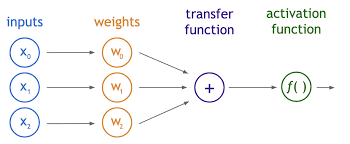 inputs
weights
transfer
function
activation
function
x₀
w₀
x₁
w₁
+
f( )
x₂
w₂